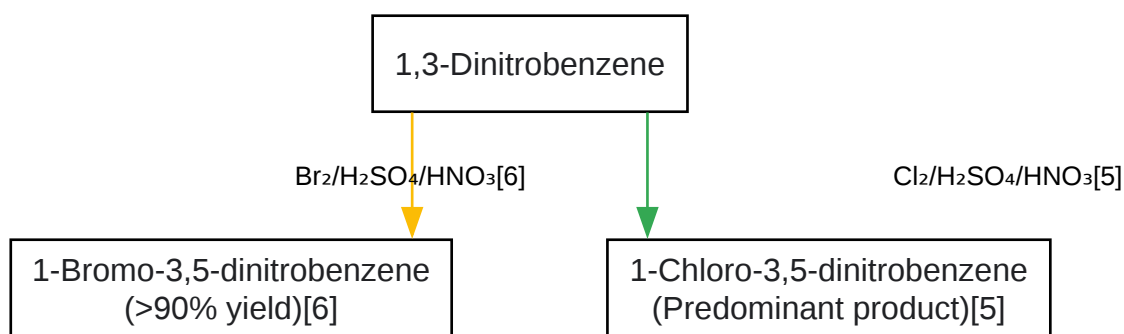 1,3-Dinitrobenzene
Br₂/H₂SO₄/HNO₃[6]
Cl₂/H₂SO₄/HNO₃[5]
1-Bromo-3,5-dinitrobenzene
(>90% yield)[6]
1-Chloro-3,5-dinitrobenzene
(Predominant product)[5]